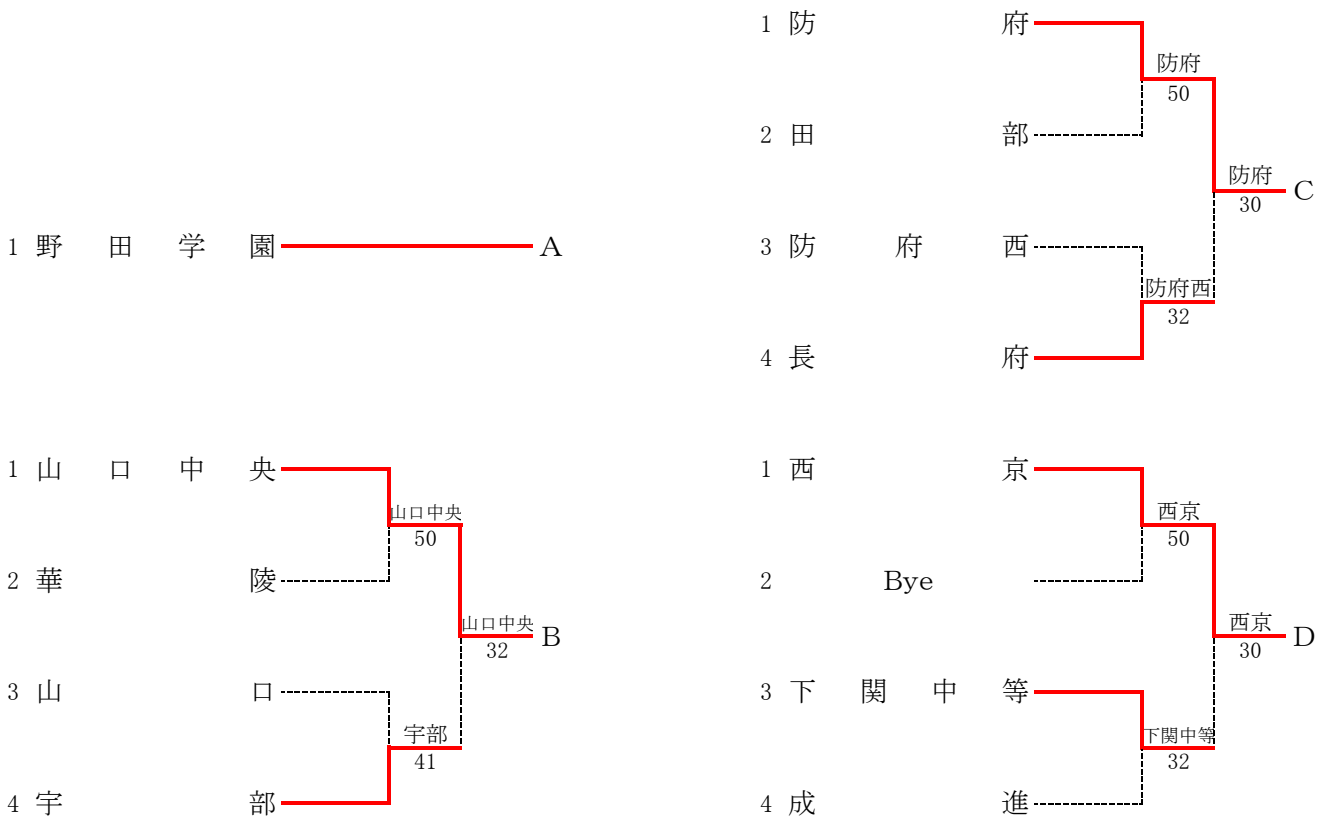 1 野田学園 A
1 山口中央
山口中央
50
2 華陵
山口中央 B
32
3 山口
宇部
41
4 宇部
1 防府
防府
50
2 田部
防府 C
30
3 防府西
防府西
32
4 長府
1 西京
西京
50
2 Bye
西京 D
30
3 下関中等
下関中等
32
4 成進